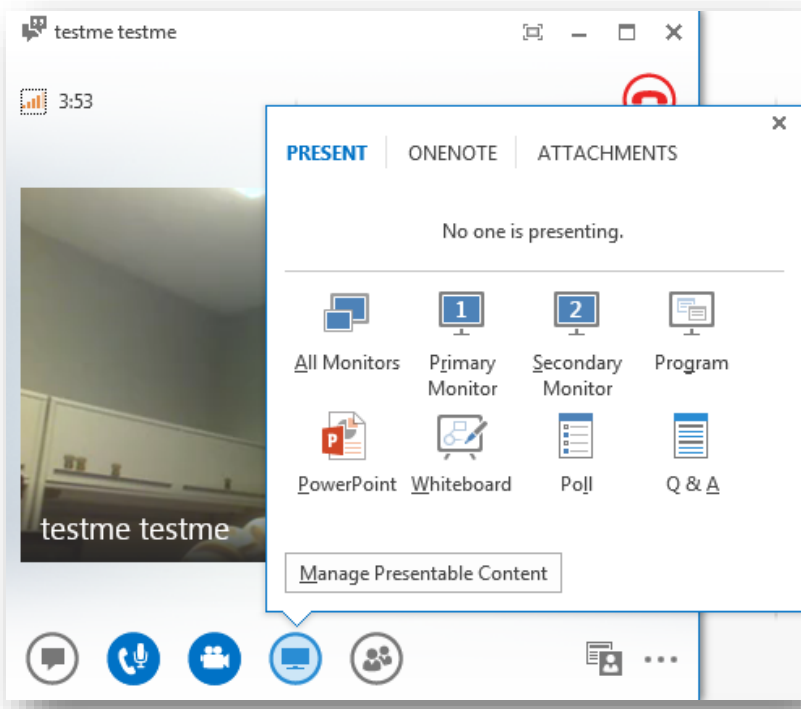 testme testme
3:53
PRESENT ONENOTE ATTACHMENTS
No one is presenting.
1 2
All Monitors Primary Secondary Program
Monitor Monitor
P
PowerPoint Whiteboard Poll Q & A
testme testme
Manage Presentable Content